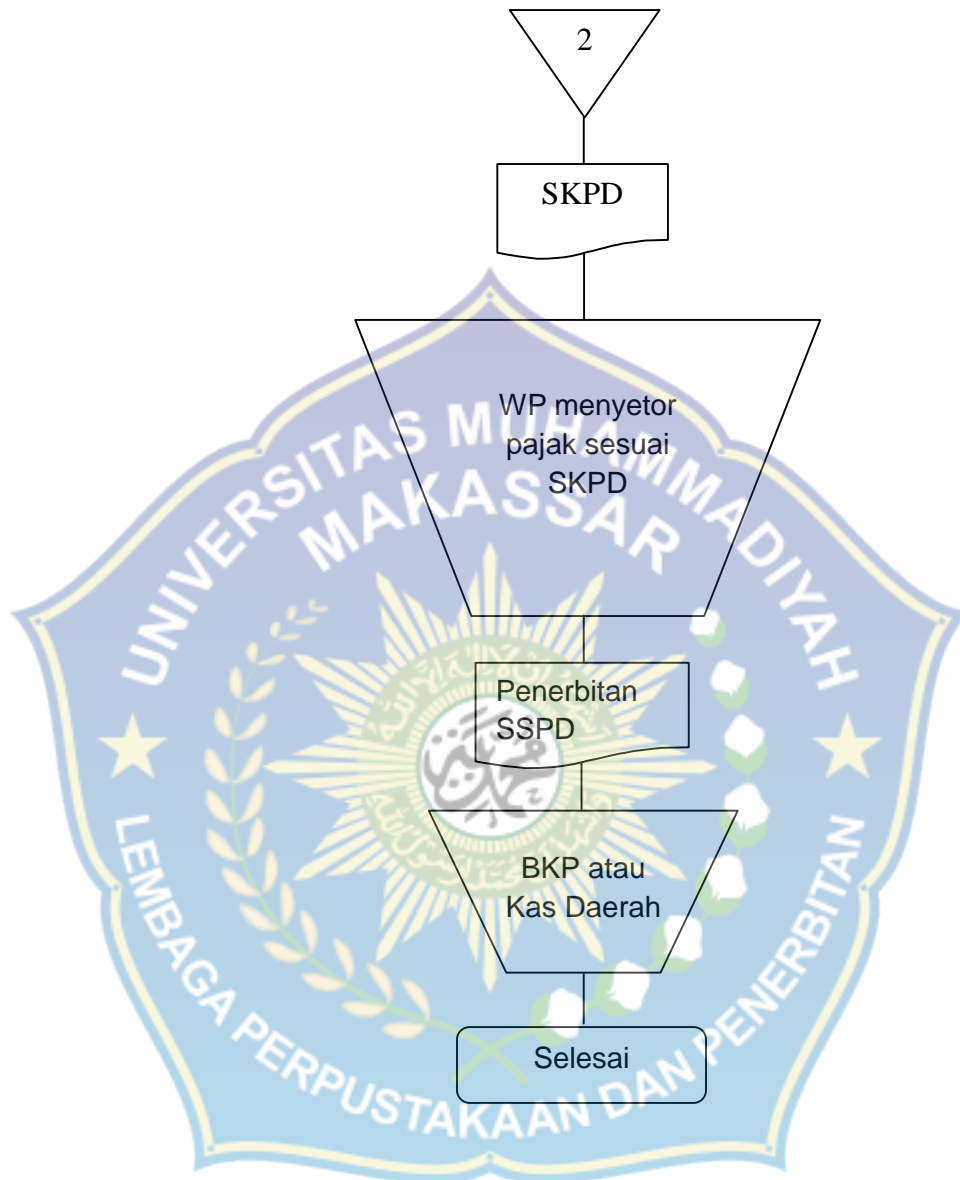 2
SKPD
WP menyetor
pajak sesuai
SKPD
Penerbitan
SSPD
BKP atau
Kas Daerah
Selesai
UNIVERSITAS MUHAMMADIYAH
MAKASSAR
LEMBAGA PERPUSTAKAAN DAN PENERBITAN